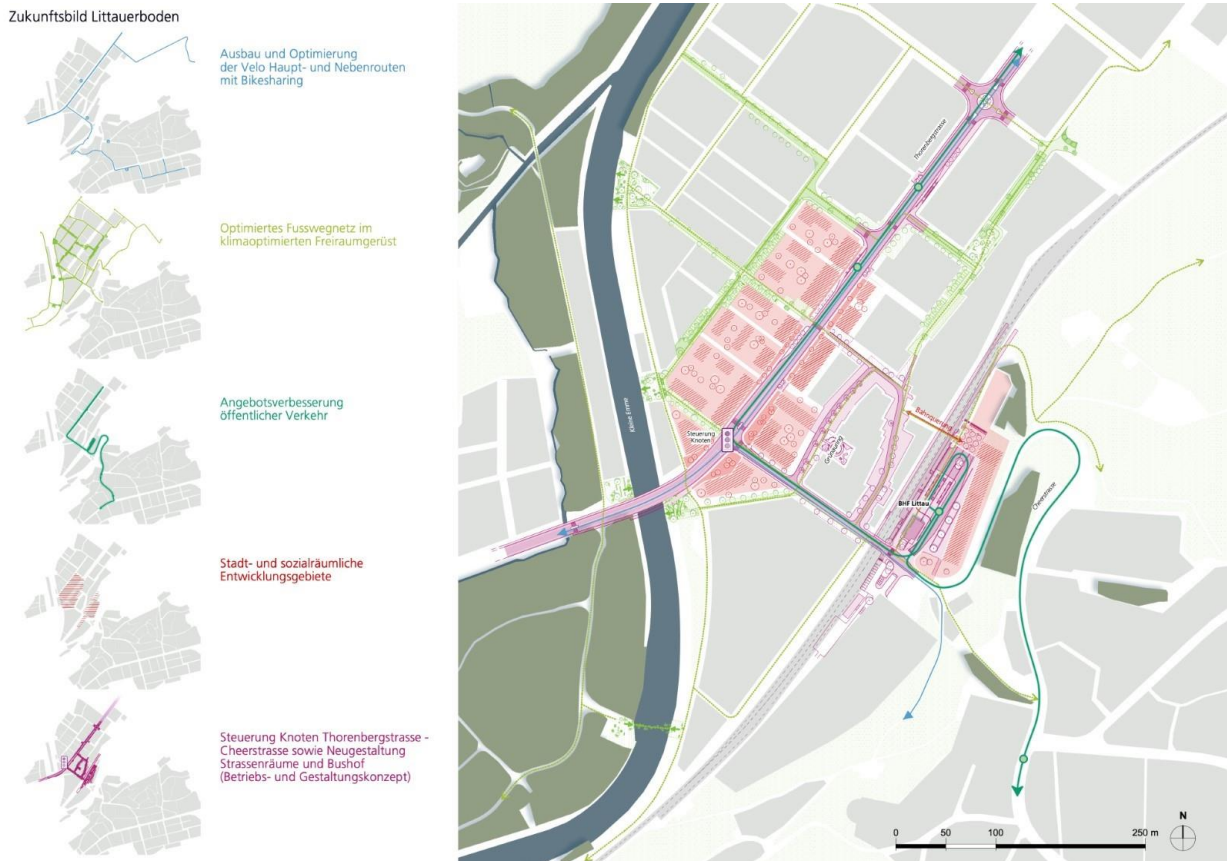 Zukunftsbild Littauerboden
Ausbau und Optimierung
der Velo Haupt- und Nebenrouten
mit Bikesharing
Optimiertes Fusswegnetz im
klimaoptimierten Freiraumgerüst
Angebotsverbesserung
öffentlicher Verkehr
Stadt- und sozialräumliche
Entwicklungsgebiete
Steuerung Knoten Thorenbergstrasse -
Cheerstrasse sowie Neugestaltung
Strassenräume und Bushof
(Betriebs- und Gestaltungskonzept)
Thorenbergstrasse
Kleine Emme
Steuerung
Knoten
Grossring
Bahnquerung
BHF Littau
Cheerstrasse
N
0 50 100 250 m